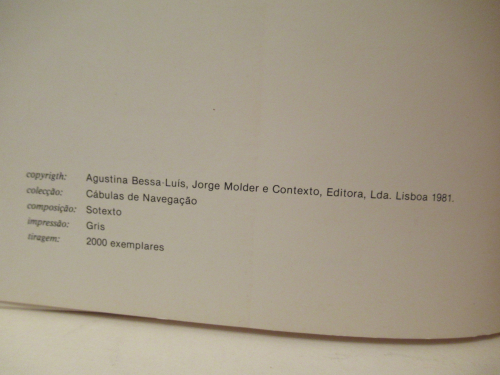 copyrigth: Agustina Bessa-Luís, Jorge Molder e Contexto, Editora, Lda. Lisboa 1981.
colecção: Cábulas de Navegação
composição: Sotexto
impressão: Gris
tiragem: 2000 exemplares